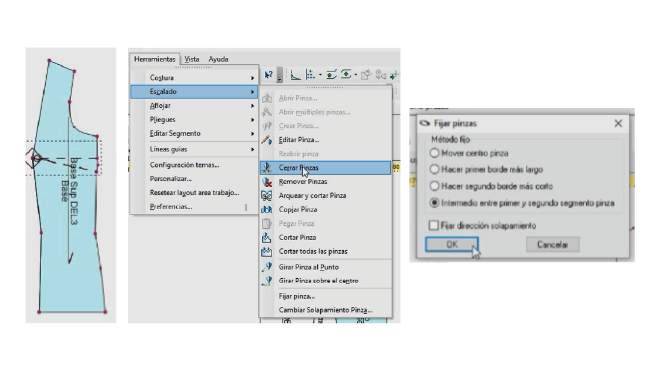 Base Sup DEL3
Base
Herramientas Vista Ayuda
Costura
Escalado
Aflojar
Pliegues
Editar Segmento
Líneas guias
Configuración temas...
Personalizar...
Resetear layout area trabajo...
Preferencias...
Abrir Pinza...
Abrir múltiples pinzas...
Crear Pinza...
Editar Pinza...
Reabrir pinza
Cerrar Pinzas
Remover Pinzas
Arquear y cortar Pinza
Copiar Pinza
Pegar Pinza
Cortar Pinza
Cortar todas las pinzas
Girar Pinza al Punto
Girar Pinza sobre el centro
Fijar pinza...
Cambiar Solapamiento Pinza...
Fijar pinzas
Método fijo
Mover centro pinza
Hacer primer borde más largo
Hacer segundo borde más corto
Intermedio entre primer y segundo segmento pinza
Fijar dirección solapamiento
OK Cancelar